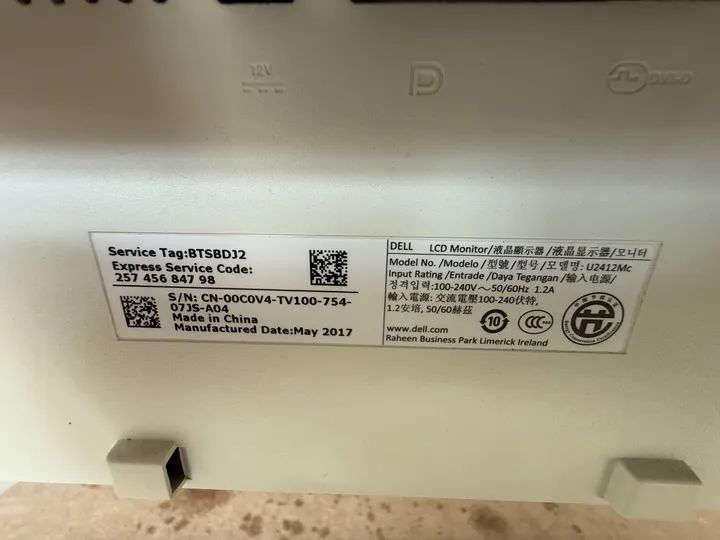 12V
DVI-D
Service Tag:BTSBDJ2
Express Service Code:
257 456 847 98
S/N: CN-00C0V4-TV100-754-
07JS-A04
Made in China
Manufactured Date:May 2017
DELL LCD Monitor/液晶顯示器/液晶显示器/모니터
Model No. /Modelo /型號/型号/모델명: U2412Mc
Input Rating /Entrada /Daya Tegangan /输入电源/
정격입력:100-240V～50/60Hz 1.2A
輸入電源: 交流電壓100-240伏特,
1.2安培, 50/60赫茲
www.dell.com
Raheen Business Park Limerick Ireland
10
CCC